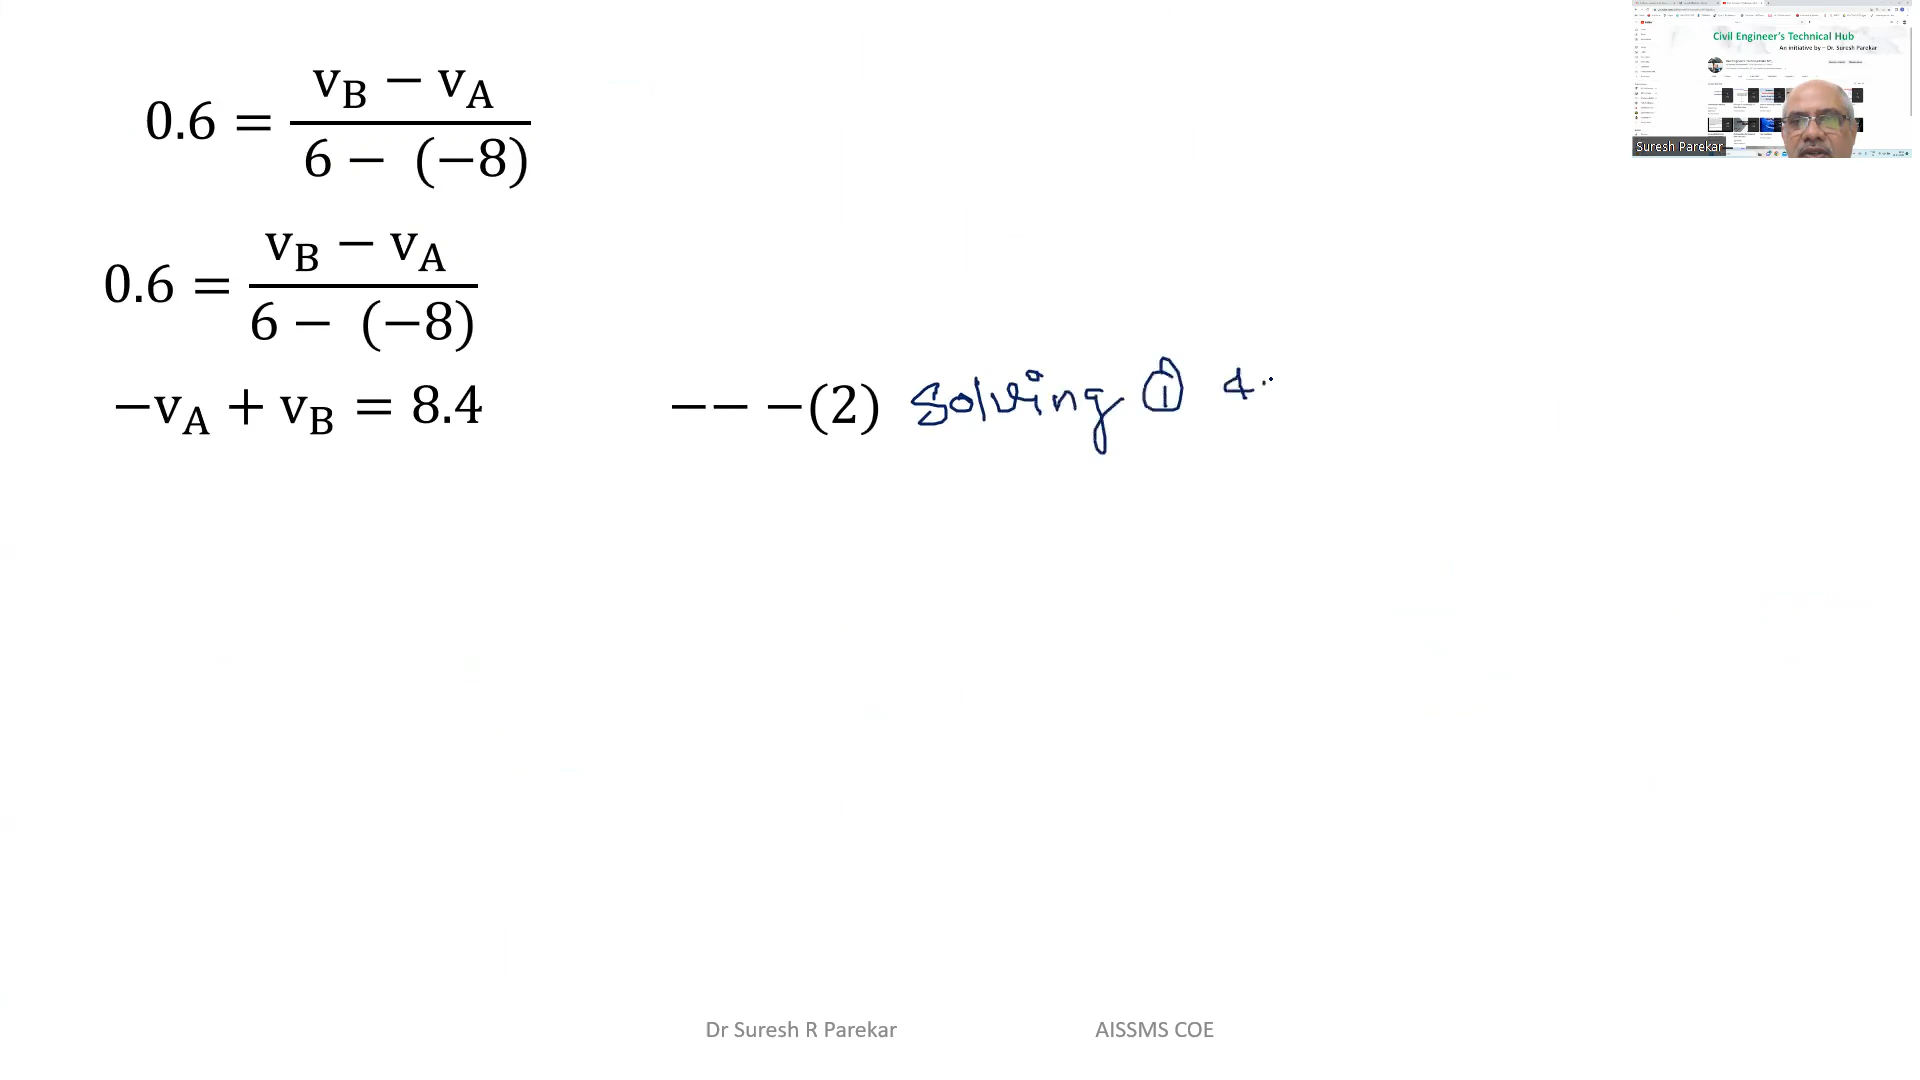 Civil Engineer's Technical Hub
An initiative by – Dr. Suresh Parekar
Suresh Parekar
0.6 = (v_B − v_A) / (6 − (−8))
0.6 = (v_B − v_A) / (6 − (−8))
−v_A + v_B = 8.4 −− −(2) Solving ① &
Dr Suresh R Parekar AISSMS COE